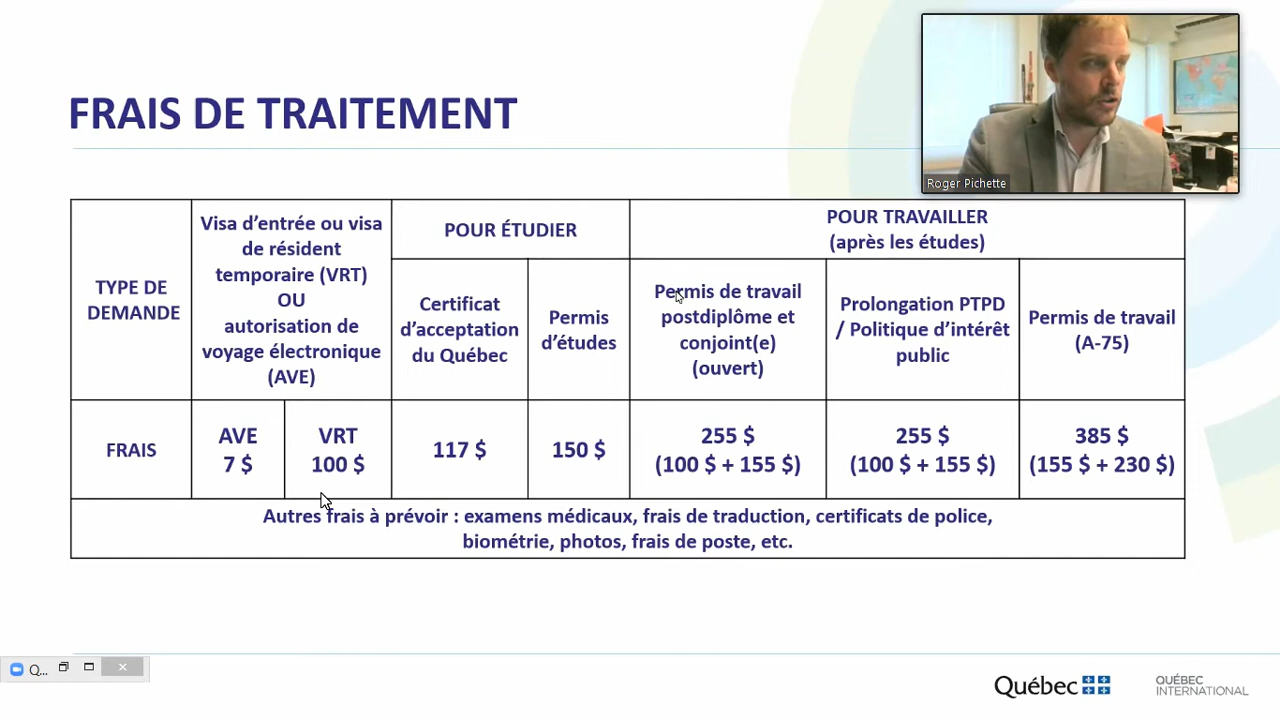 FRAIS DE TRAITEMENT
Roger Pichette
TYPE DE
DEMANDE
Visa d’entrée ou visa
de résident
temporaire (VRT)
OU
autorisation de
voyage électronique
(AVE)
POUR ÉTUDIER
POUR TRAVAILLER
(après les études)
Certificat
d’acceptation
du Québec
Permis
d’études
Permis de travail
postdiplôme et
conjoint(e)
(ouvert)
Prolongation PTPD
/ Politique d’intérêt
public
Permis de travail
(A-75)
FRAIS
AVE
7 $
VRT
100 $
117 $
150 $
255 $
(100 $ + 155 $)
255 $
(100 $ + 155 $)
385 $
(155 $ + 230 $)
Autres frais à prévoir : examens médicaux, frais de traduction, certificats de police,
biométrie, photos, frais de poste, etc.
Q...
Québec
QUÉBEC
INTERNATIONAL